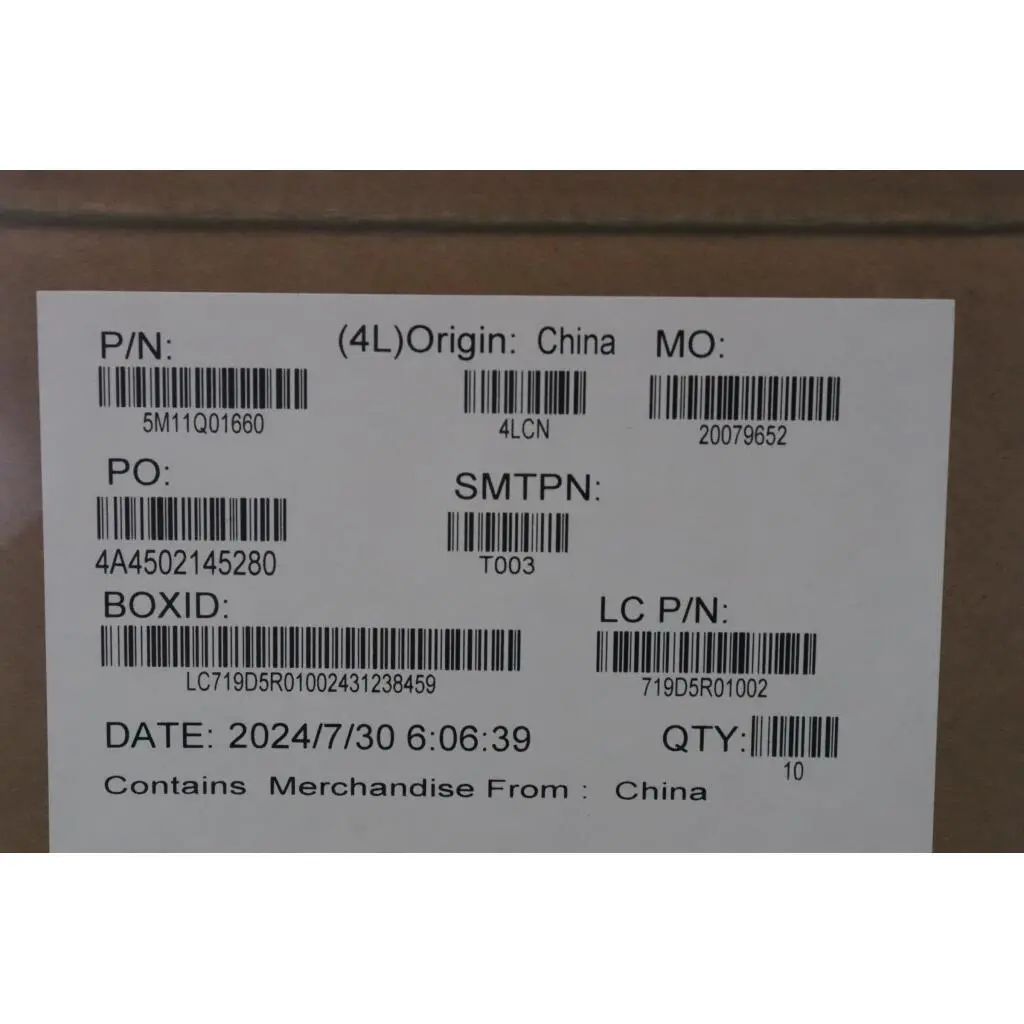 P/N: (4L)Origin: China MO:
5M11Q01660 4LCN 20079652
PO: SMTPN:
4A4502145280 T003
BOXID: LC P/N:
LC719D5R01002431238459 719D5R01002
DATE: 2024/7/30 6:06:39 QTY:
10
Contains Merchandise From : China